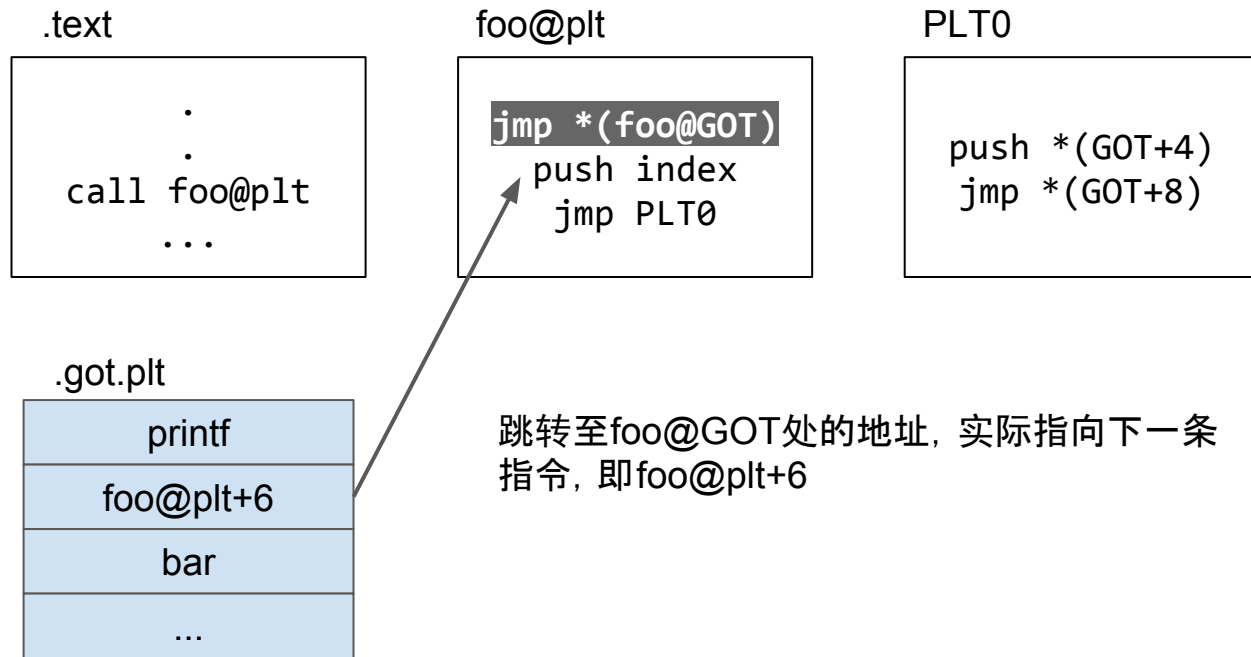 .text
.
.
call foo@plt
...
foo@plt
jmp *(foo@GOT)
push index
jmp PLT0
PLT0
push *(GOT+4)
jmp *(GOT+8)
.got.plt
printf
foo@plt+6
bar
...
跳转至foo@GOT处的地址, 实际指向下一条
指令, 即foo@plt+6